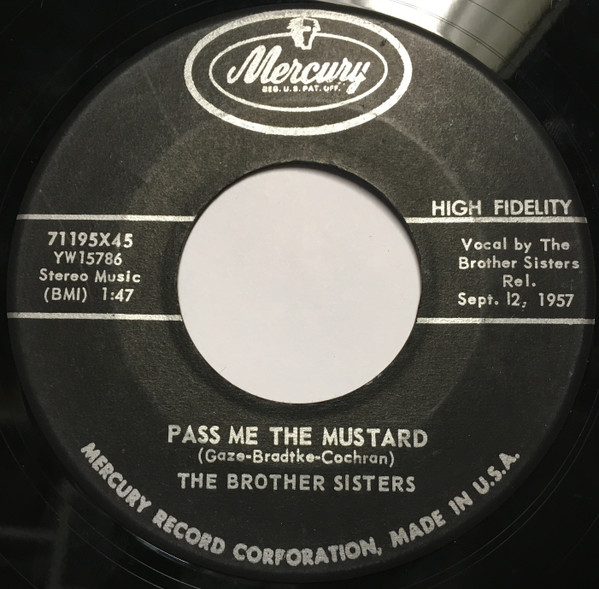 Mercury
REG. U.S. PAT. OFF.
HIGH FIDELITY
71195X45
YW15786
Stereo Music
(BMI) 1:47
Vocal by The
Brother Sisters
Rel.
Sept. 12, 1957
PASS ME THE MUSTARD
(Gaze-Bradtke-Cochran)
THE BROTHER SISTERS
MERCURY RECORD CORPORATION, MADE IN U.S.A.